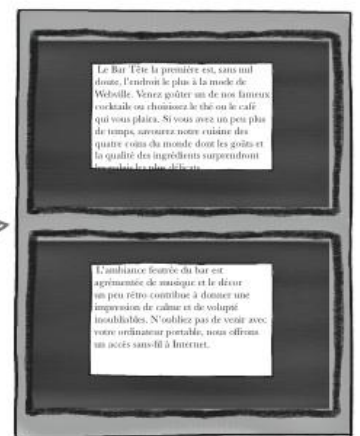 Le Bar Tête la première est, sans nul
doute, l'endroit le plus à la mode de
Webville. Venez goûter un de nos fameux
cocktails ou choisissez le thé ou le café
qui vous plaira. Si vous avez un peu plus
de temps, savourez notre cuisine des
quatre coins du monde dont les goûts et
la qualité des ingrédients surprendront
les palais les plus délicats.
L'ambiance feutrée du bar est
agrémentée de musique et le décor
un peu rétro contribue à donner une
impression de calme et de volupté
inoubliables. N'oubliez pas de venir avec
votre ordinateur portable, nous offrons
un accès sans-fil à Internet.